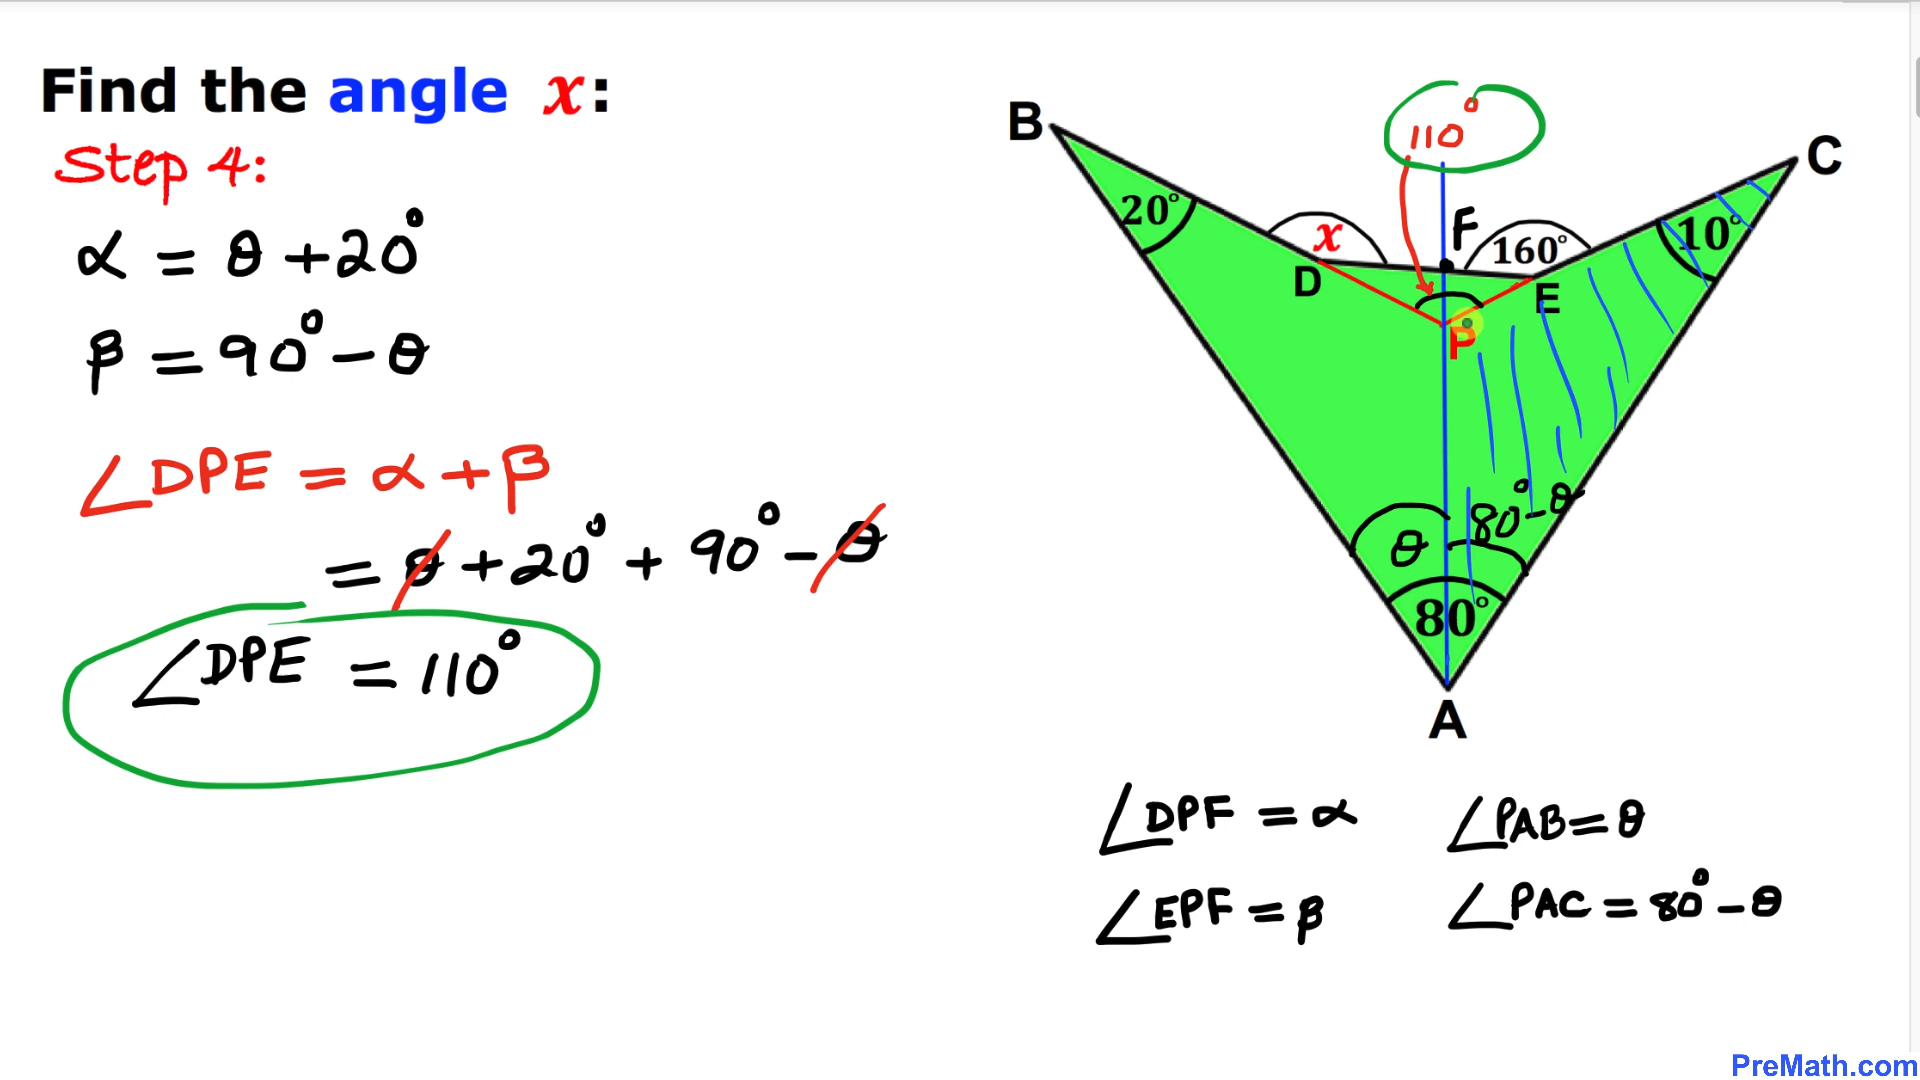 Find the angle x:
Step 4:
α = θ + 20°
β = 90° − θ
∠DPE = α + β
= θ + 20° + 90° − θ
∠DPE = 110°
110°
B
C
20°
x
F
160°
10°
D
E
P
80° − θ
θ
80°
A
∠DPF = α ∠PAB = θ
∠EPF = β ∠PAC = 80° − θ
PreMath.com